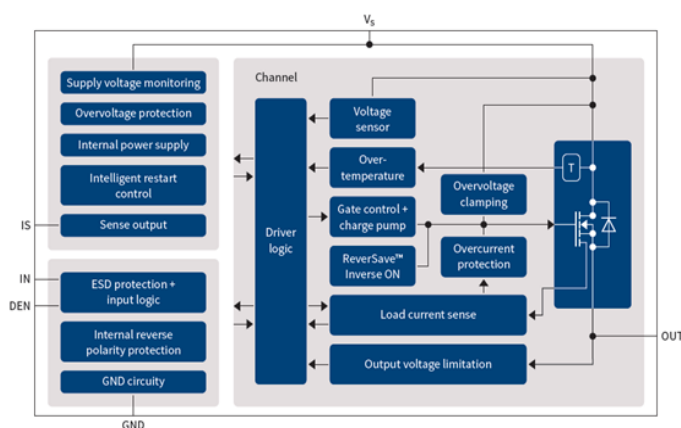 Vs
Supply voltage monitoring
Overvoltage protection
Internal power supply
Intelligent restart
control
Sense output
IS
IN
DEN
ESD protection +
input logic
Internal reverse
polarity protection
GND circuity
GND
Channel
Driver
logic
Voltage
sensor
Over-
temperature
Gate control +
charge pump
ReverSave™
Inverse ON
Overvoltage
clamping
Overcurrent
protection
Load current sense
Output voltage limitation
T
OUT